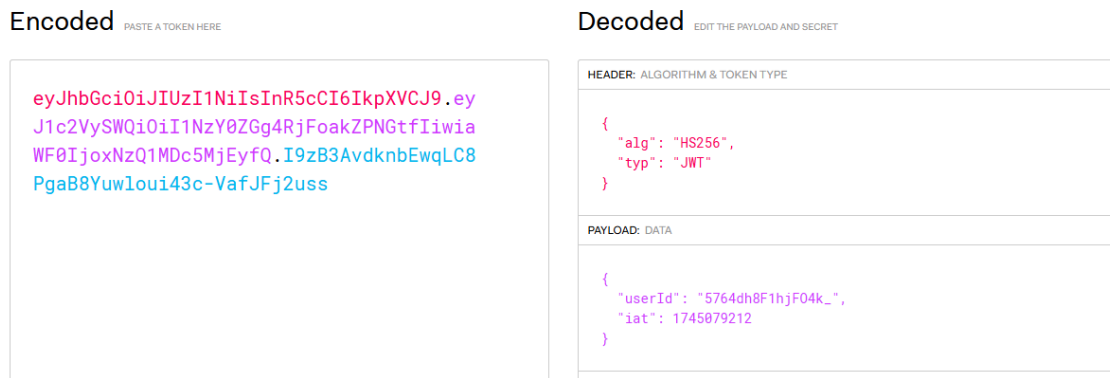 Encoded PASTE A TOKEN HERE
eyJhbGciOiJIUzI1NiIsInR5cCI6IkpXVCJ9.ey
J1c2VySWQiOiI1NzY0ZGg4RjFoakZPNGtfIiwia
WF0IjoxNzQ1MDc5MjEyfQ.I9zB3AvdknbEwqLC8
PgaB8Yuwloui43c-VafJFj2uss
Decoded EDIT THE PAYLOAD AND SECRET
HEADER: ALGORITHM & TOKEN TYPE
{
"alg": "HS256",
"typ": "JWT"
}
PAYLOAD: DATA
{
"userId": "5764dh8F1hjFO4k_",
"iat": 1745079212
}